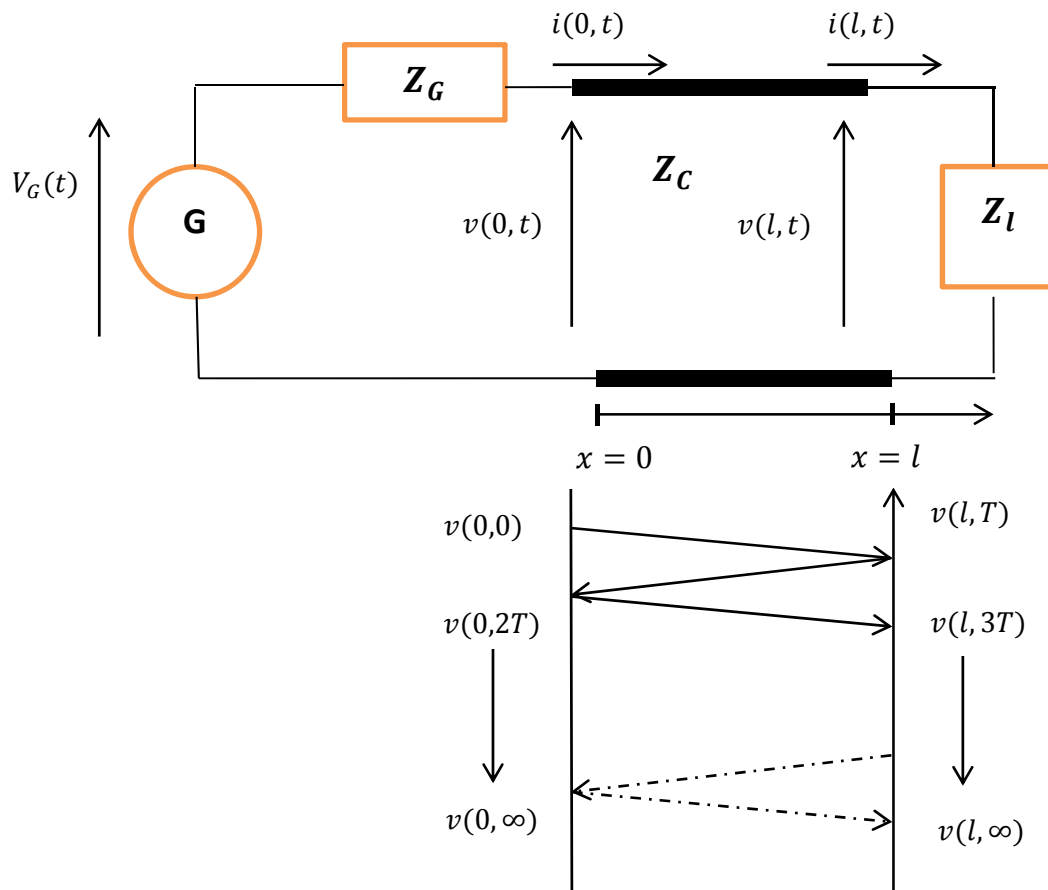 i(0, t)
i(l, t)
Z_G
V_G(t)
G
Z_C
Z_l
v(0, t)
v(l, t)
x = 0
x = l
v(0,0)
v(l, T)
v(0,2T)
v(l, 3T)
v(0, ∞)
v(l, ∞)